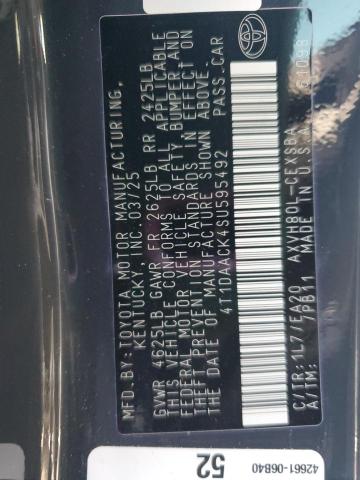 MFD.BY:TOYOTA MOTOR MANUFACTURING,
KENTUCKY, INC.03/25
GVWR 4625LB GAWR FR 2625LB RR 2425LB
THIS VEHICLE CONFORMS TO ALL APPLICABLE
FEDERAL MOTOR VEHICLE SAFETY BUMPER AND
THEFT PREVENTION STANDARDS IN EFFECT ON
THE DATE OF MANUFACTURE SHOWN ABOVE.
4T1DAACK4SU595492 PASS.CAR
C/TR:1L7/EA20 AXVH80L-CEXSBA
A/TM: /PB11 MADE IN U.S.A.
52
42661-06B40